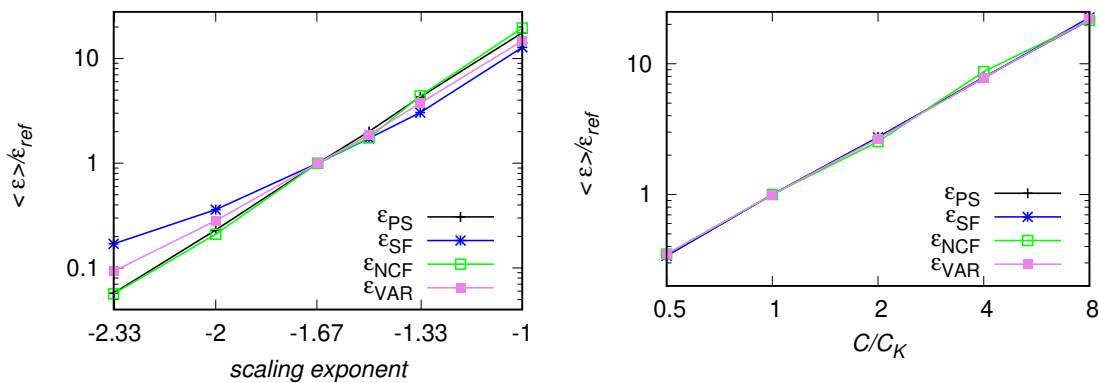 10
1
0.1
<ε>/ε_ref
ε_PS
ε_SF
ε_NCF
ε_VAR
-2.33 -2 -1.67 -1.33 -1
scaling exponent
10
1
<ε>/ε_ref
ε_PS
ε_SF
ε_NCF
ε_VAR
0.5 1 2 4 8
C/C_K